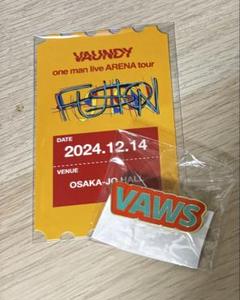 VAUNDY
one man live ARENA tour
FUSION
DATE
2024.12.14
VENUE
OSAKA-JO HALL
VAWS